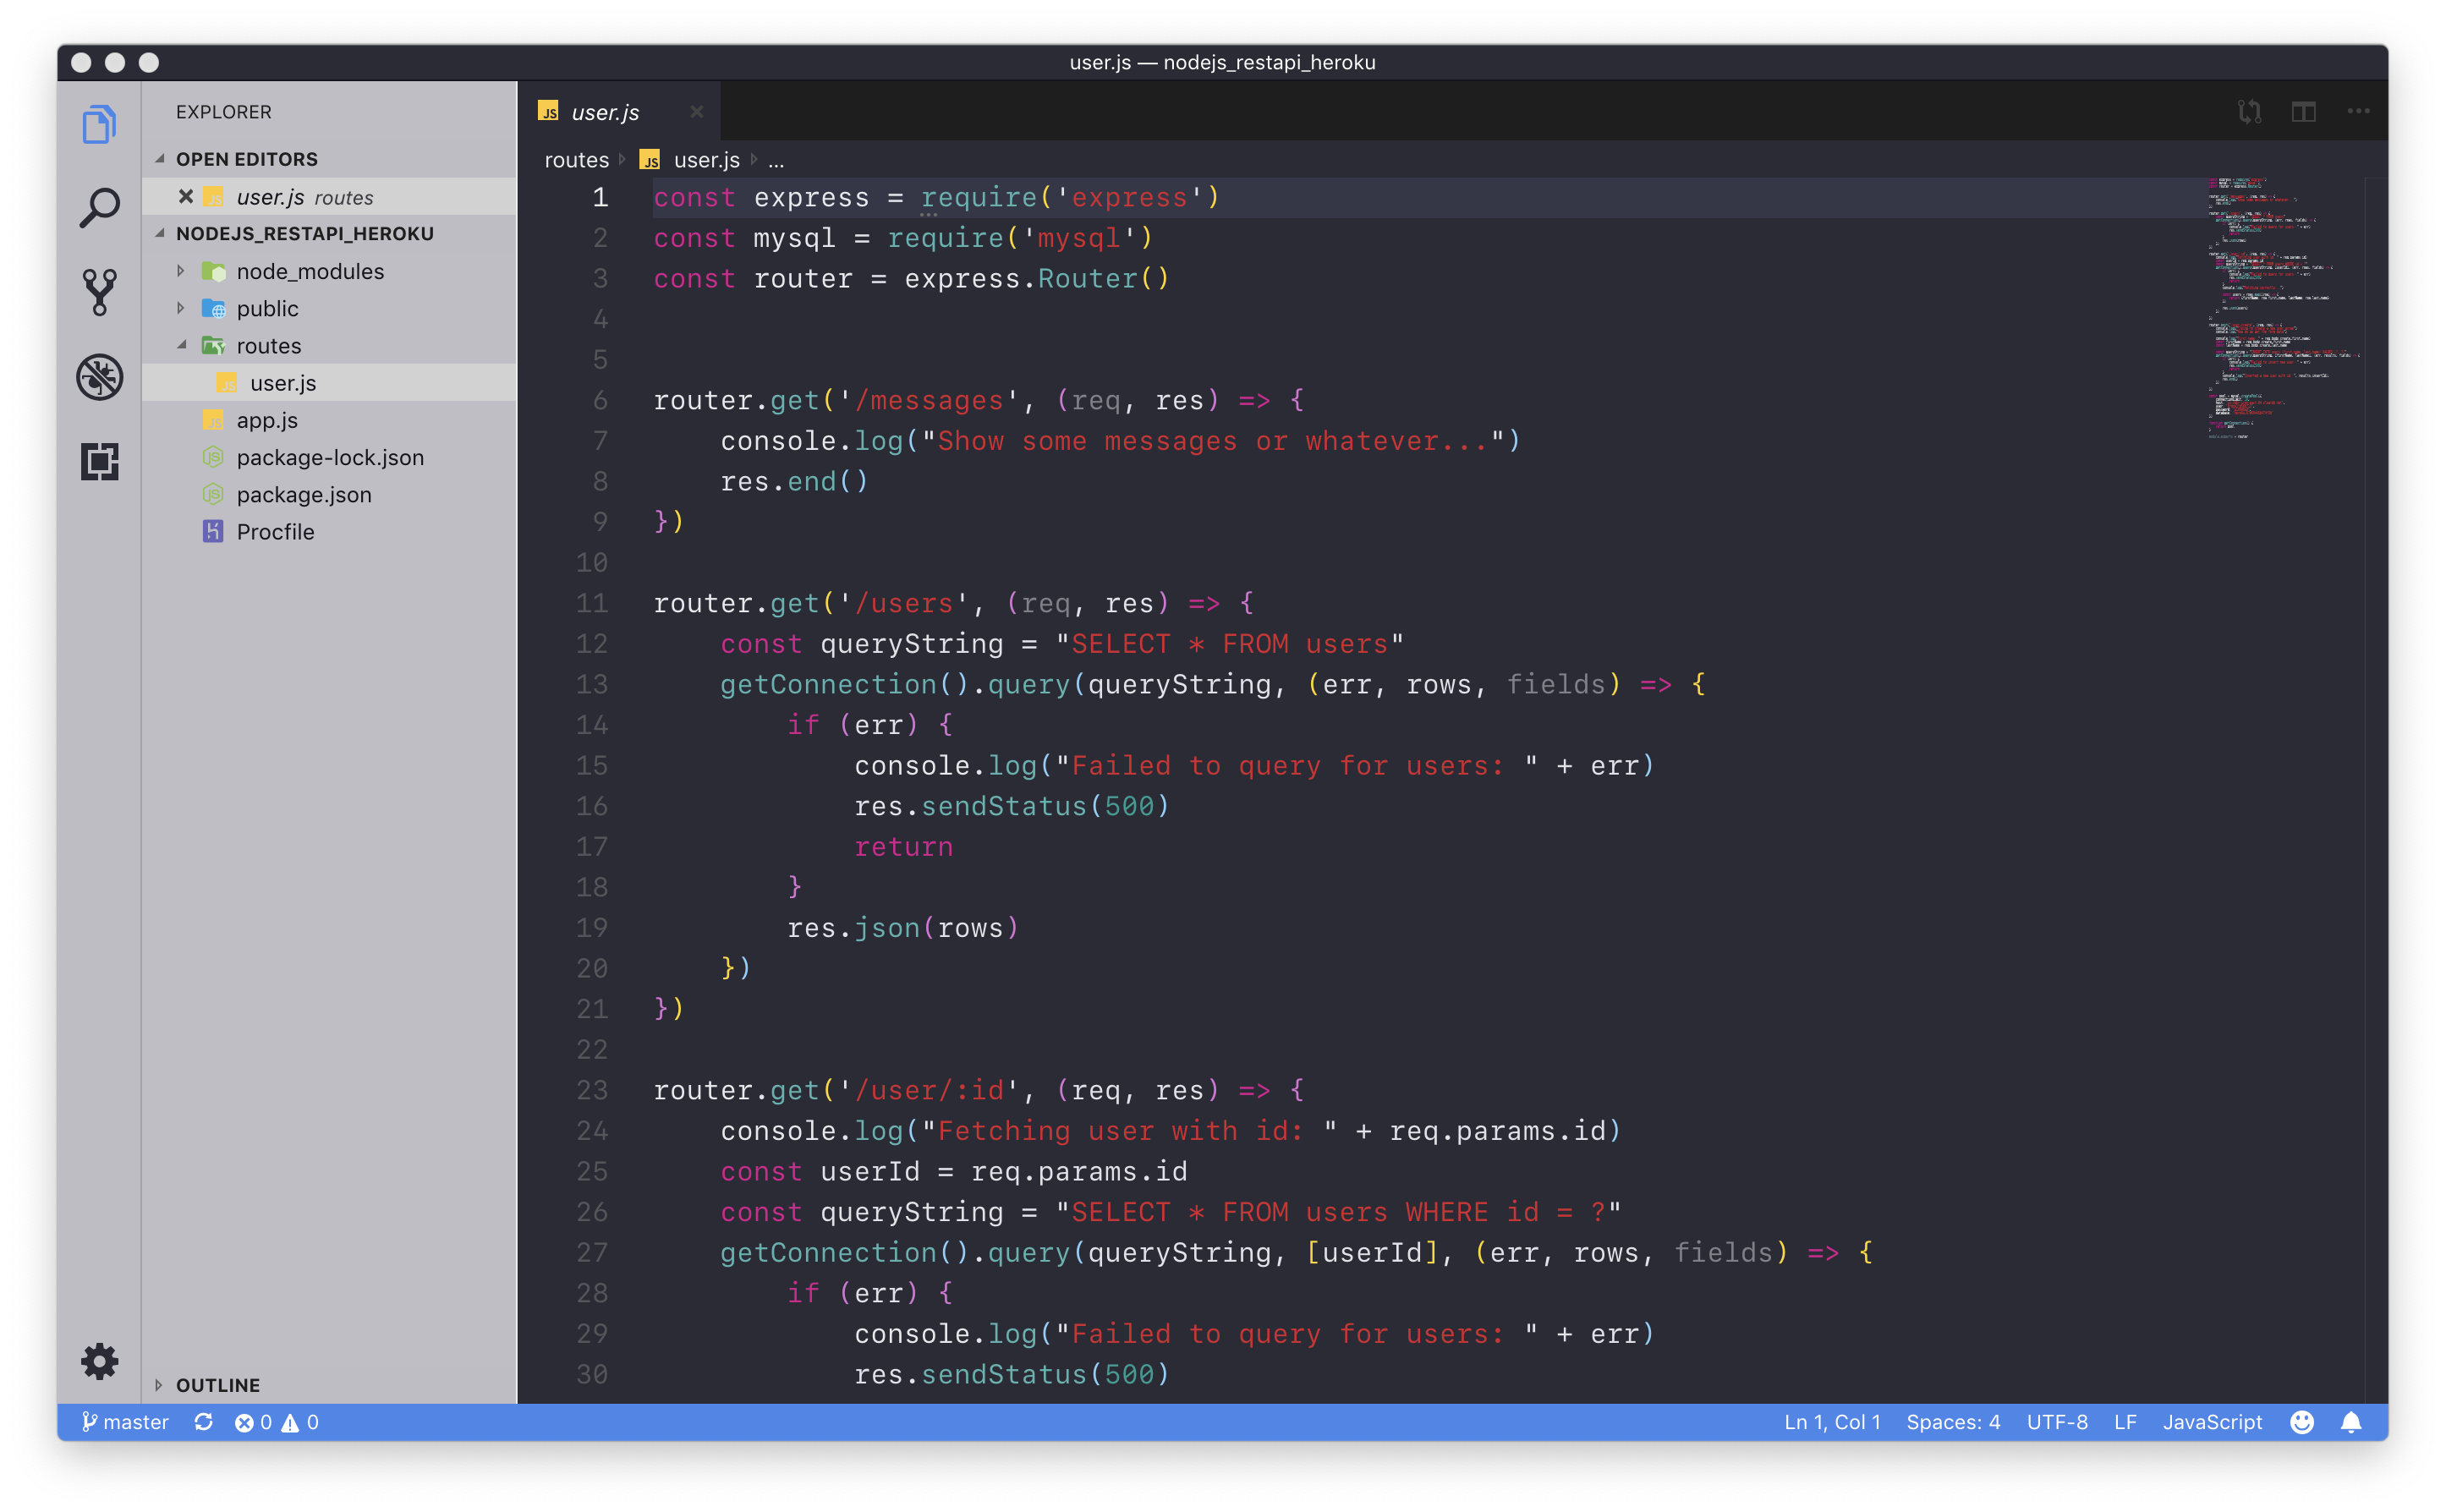 user.js — nodejs_restapi_heroku
EXPLORER
OPEN EDITORS
user.js routes
NODEJS_RESTAPI_HEROKU
node_modules
public
routes
user.js
app.js
package-lock.json
package.json
Procfile
OUTLINE
user.js
routes user.js ...
1 const express = require('express')
2 const mysql = require('mysql')
3 const router = express.Router()
4
5
6 router.get('/messages', (req, res) => {
7     console.log("Show some messages or whatever...")
8     res.end()
9 })
10
11 router.get('/users', (req, res) => {
12     const queryString = "SELECT * FROM users"
13     getConnection().query(queryString, (err, rows, fields) => {
14         if (err) {
15             console.log("Failed to query for users: " + err)
16             res.sendStatus(500)
17             return
18         }
19         res.json(rows)
20     })
21 })
22
23 router.get('/user/:id', (req, res) => {
24     console.log("Fetching user with id: " + req.params.id)
25     const userId = req.params.id
26     const queryString = "SELECT * FROM users WHERE id = ?"
27     getConnection().query(queryString, [userId], (err, rows, fields) => {
28         if (err) {
29             console.log("Failed to query for users: " + err)
30             res.sendStatus(500)
master 0 0 Ln 1, Col 1 Spaces: 4 UTF-8 LF JavaScript